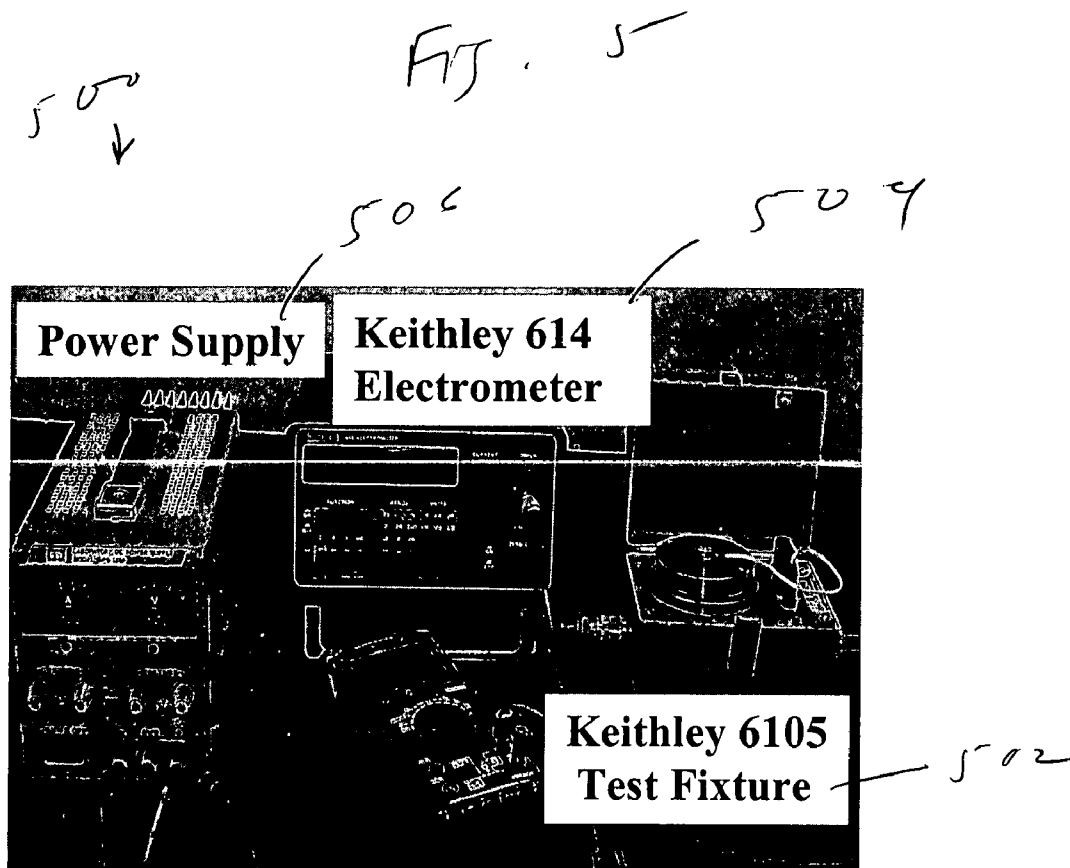 Fig. 5
500
506
504
Power Supply
Keithley 614
Electrometer
Keithley 6105
Test Fixture
502